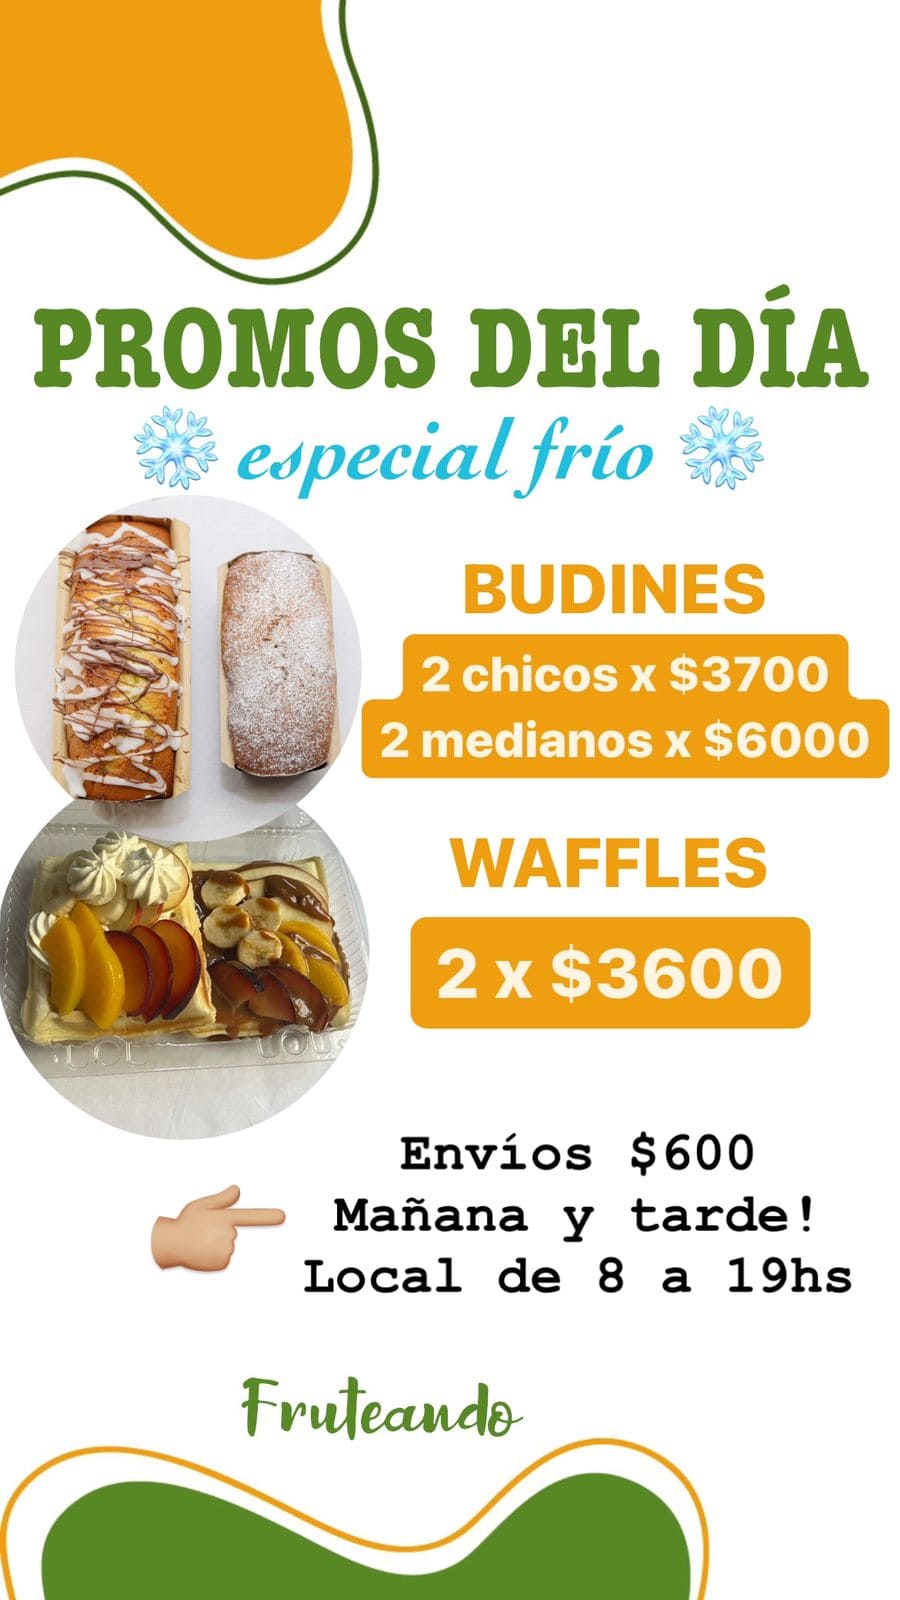 PROMOS DEL DÍA
especial frío
BUDINES
2 chicos x $3700
2 medianos x $6000
WAFFLES
2 x $3600
Envíos $600
Mañana y tarde!
Local de 8 a 19hs
Fruteando